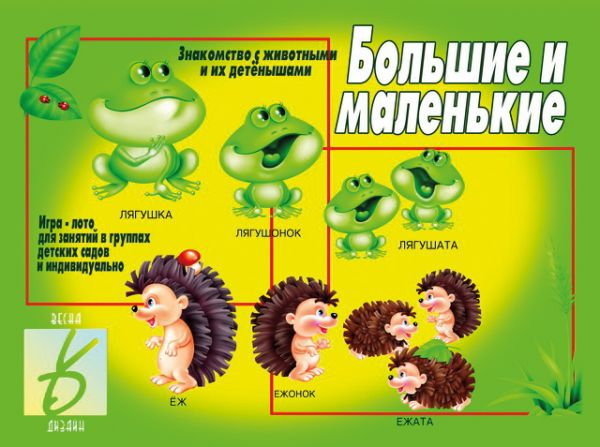 Знакомство с животными
и их детёнышами
Большие и
маленькие
ЛЯГУШКА
ЛЯГУШОНОК
ЛЯГУШАТА
Игра - лото
для занятий в группах
детских садов
и индивидуально
ВЕСНА
ДИЗАЙН
ЁЖ
ЕЖОНОК
ЕЖАТА